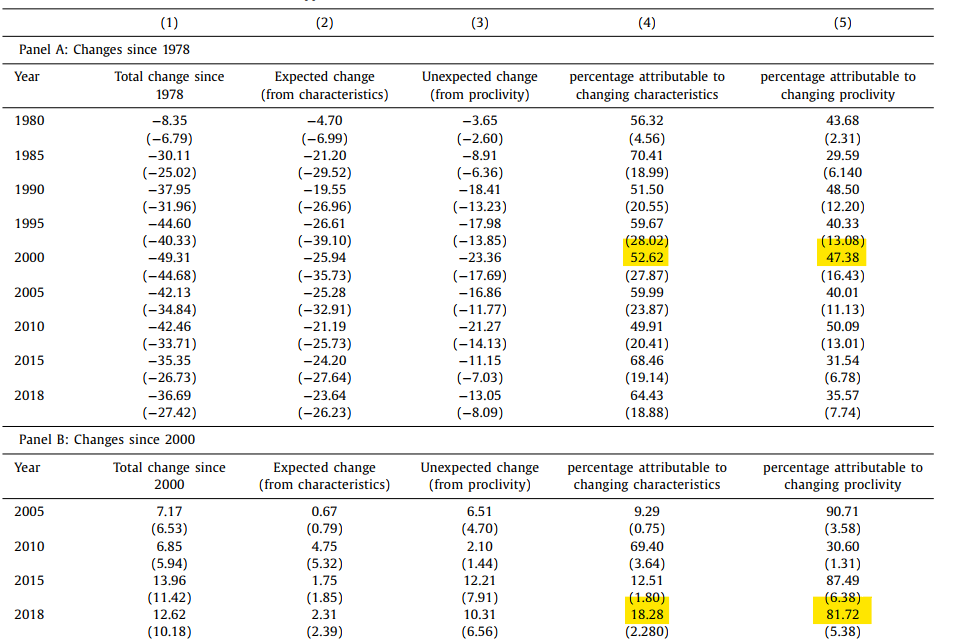 (1) (2) (3) (4) (5)
Panel A: Changes since 1978
Year Total change since Expected change Unexpected change percentage attributable to percentage attributable to
1978 (from characteristics) (from proclivity) changing characteristics changing proclivity
1980 −8.35 −4.70 −3.65 56.32 43.68
(−6.79) (−6.99) (−2.60) (4.56) (2.31)
1985 −30.11 −21.20 −8.91 70.41 29.59
(−25.02) (−29.52) (−6.36) (18.99) (6.140
1990 −37.95 −19.55 −18.41 51.50 48.50
(−31.96) (−26.96) (−13.23) (20.55) (12.20)
1995 −44.60 −26.61 −17.98 59.67 40.33
(−40.33) (−39.10) (−13.85) (28.02) (13.08)
2000 −49.31 −25.94 −23.36 52.62 47.38
(−44.68) (−35.73) (−17.69) (27.87) (16.43)
2005 −42.13 −25.28 −16.86 59.99 40.01
(−34.84) (−32.91) (−11.77) (23.87) (11.13)
2010 −42.46 −21.19 −21.27 49.91 50.09
(−33.71) (−25.73) (−14.13) (20.41) (13.01)
2015 −35.35 −24.20 −11.15 68.46 31.54
(−26.73) (−27.64) (−7.03) (19.14) (6.78)
2018 −36.69 −23.64 −13.05 64.43 35.57
(−27.42) (−26.23) (−8.09) (18.88) (7.74)
Panel B: Changes since 2000
Year Total change since Expected change Unexpected change percentage attributable to percentage attributable to
2000 (from characteristics) (from proclivity) changing characteristics changing proclivity
2005 7.17 0.67 6.51 9.29 90.71
(6.53) (0.79) (4.70) (0.75) (3.58)
2010 6.85 4.75 2.10 69.40 30.60
(5.94) (5.32) (1.44) (3.64) (1.31)
2015 13.96 1.75 12.21 12.51 87.49
(11.42) (1.85) (7.91) (1.80) (6.38)
2018 12.62 2.31 10.31 18.28 81.72
(10.18) (2.39) (6.56) (2.280) (5.38)